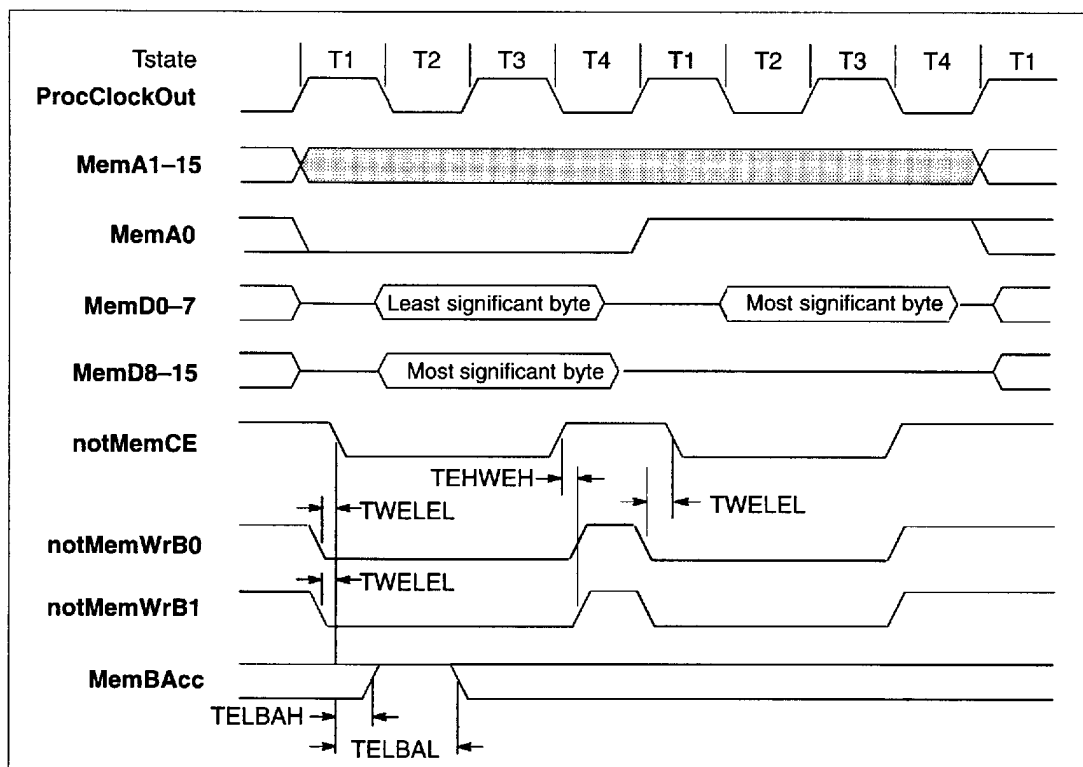 Tstate T1 T2 T3 T4 T1 T2 T3 T4 T1
ProcClockOut
MemA1–15
MemA0
MemD0–7 Least significant byte Most significant byte
MemD8–15 Most significant byte
notMemCE
TEHWEH
TWELEL TWELEL
notMemWrB0
TWELEL
notMemWrB1
MemBAcc
TELBAH
TELBAL